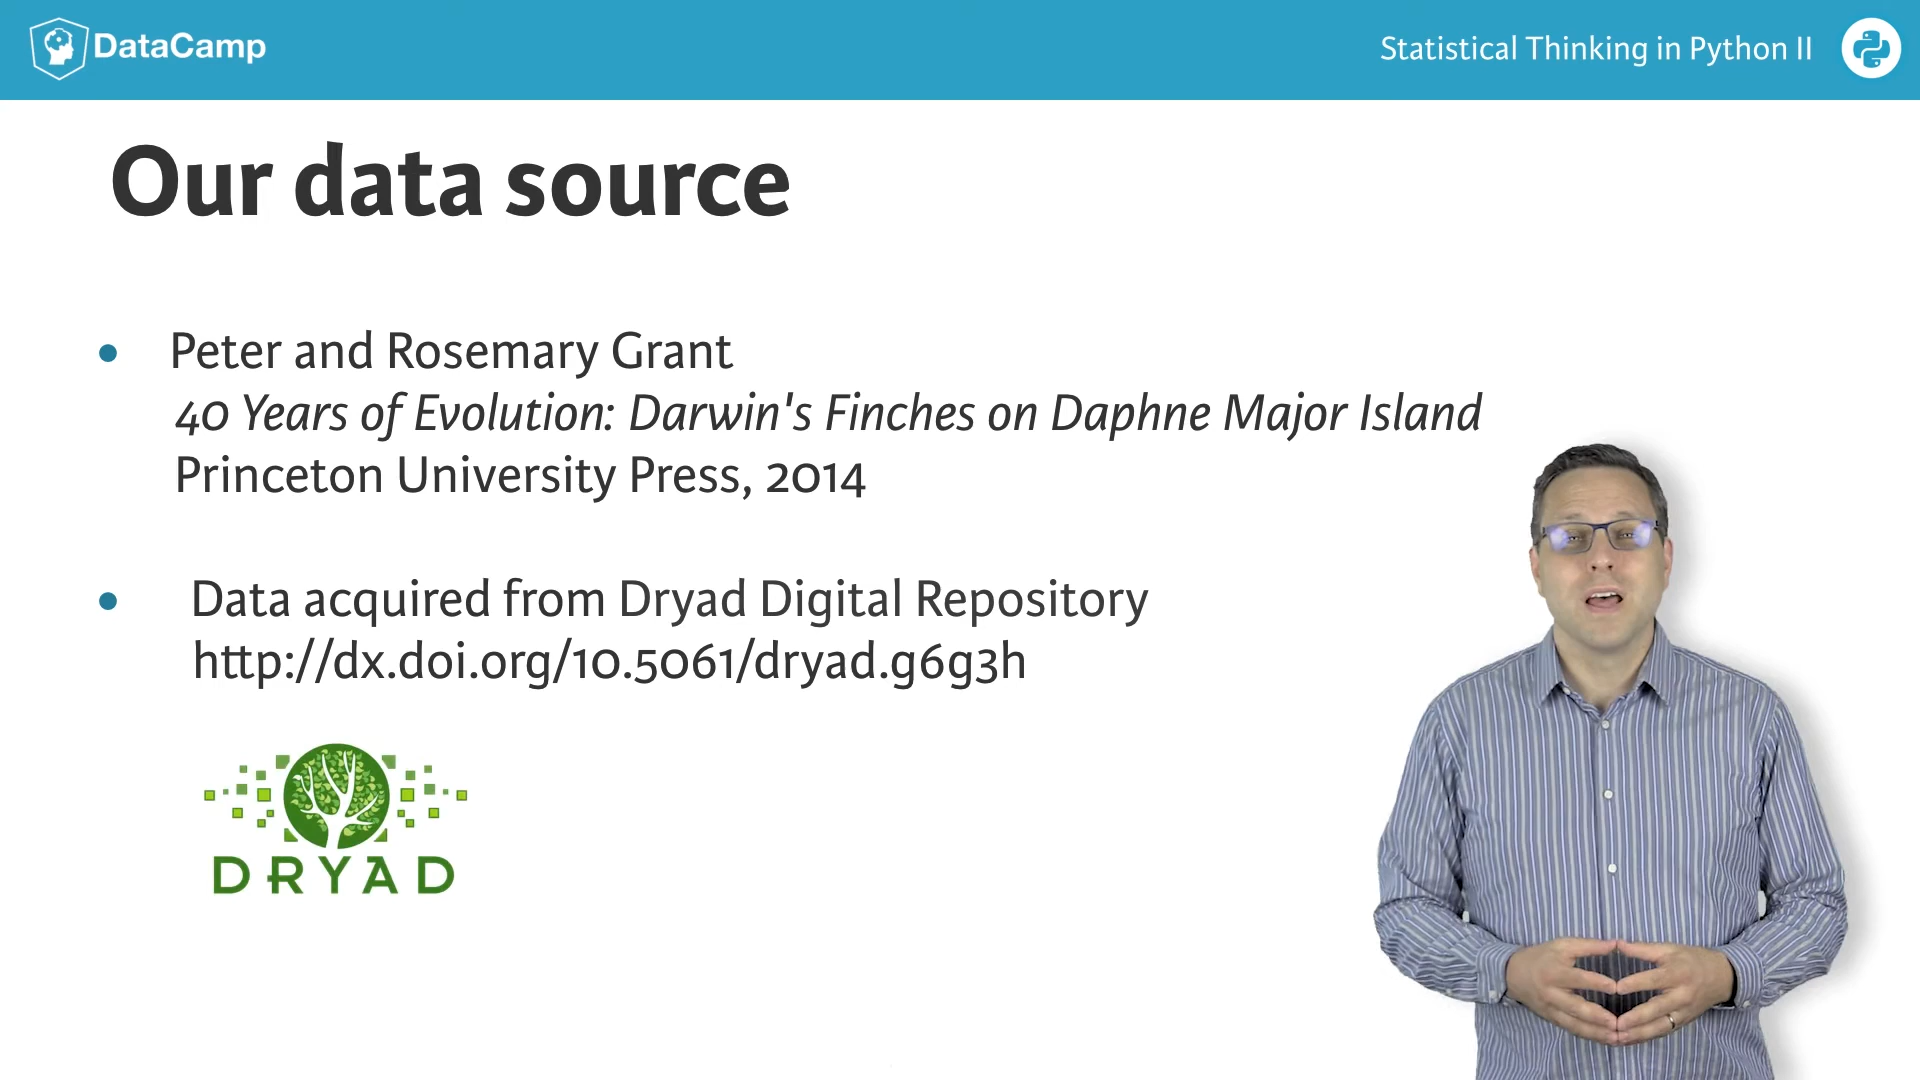 DataCamp
Statistical Thinking in Python II
Our data source
• Peter and Rosemary Grant
40 Years of Evolution: Darwin's Finches on Daphne Major Island
Princeton University Press, 2014
• Data acquired from Dryad Digital Repository
http://dx.doi.org/10.5061/dryad.g6g3h
DRYAD